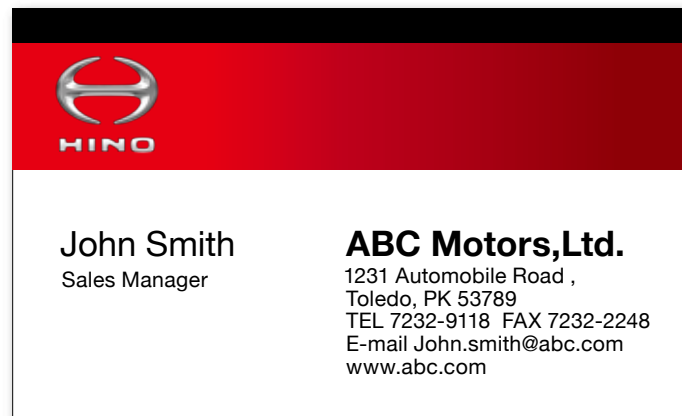 HINO
John Smith
Sales Manager
ABC Motors,Ltd.
1231 Automobile Road ,
Toledo, PK 53789
TEL 7232-9118  FAX 7232-2248
E-mail John.smith@abc.com
www.abc.com